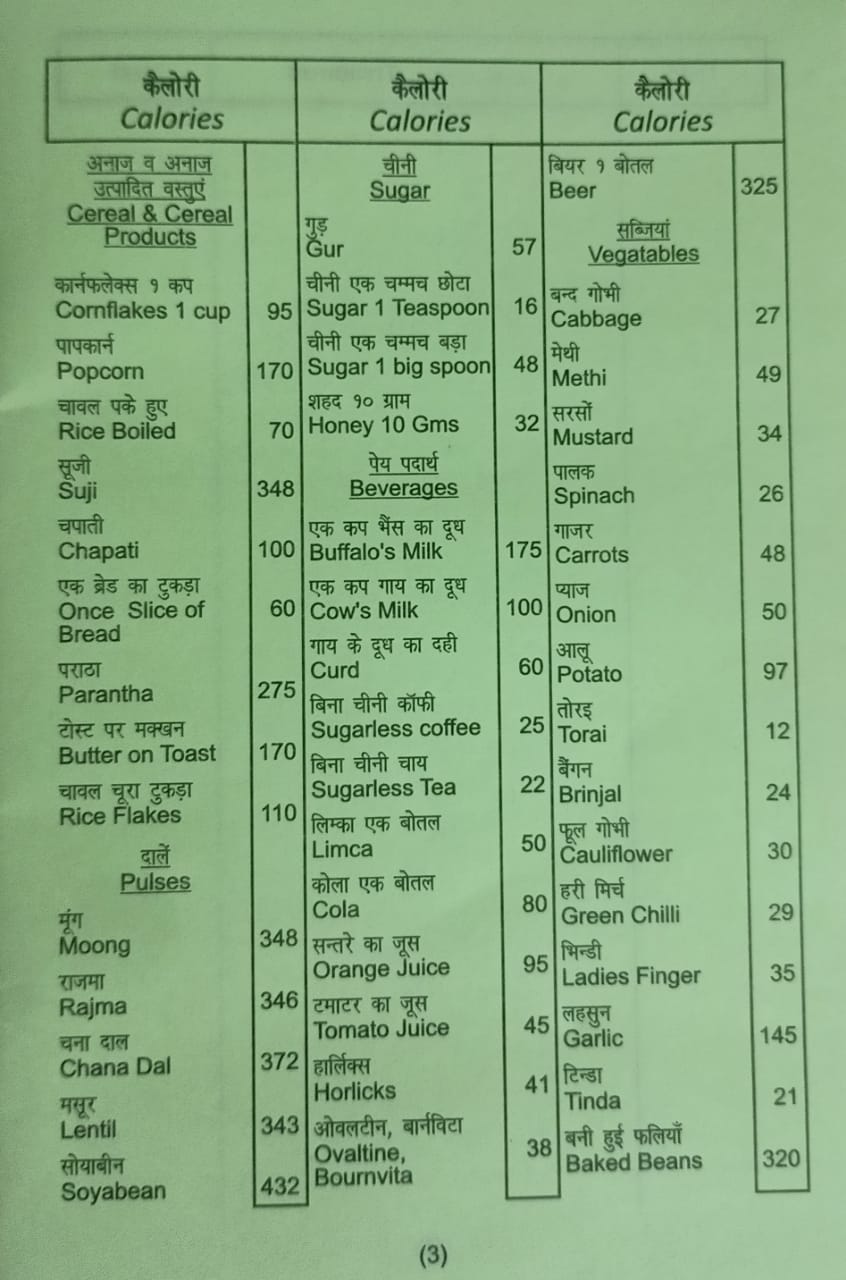 कैलोरी
Calories
अनाज व अनाज
उत्पादित वस्तुएं
Cereal & Cereal
Products
कार्नफलेक्स १ कप
Cornflakes 1 cup 95
पापकार्न
Popcorn 170
चावल पके हुए
Rice Boiled 70
सूजी
Suji 348
चपाती
Chapati 100
एक ब्रेड का टुकड़ा
Once Slice of 60
Bread
पराठा
Parantha 275
टोस्ट पर मक्खन
Butter on Toast 170
चावल चूरा टुकड़ा
Rice Flakes 110
दालें
Pulses
मूंग
Moong 348
राजमा
Rajma 346
चना दाल
Chana Dal 372
मसूर
Lentil 343
सोयाबीन
Soyabean 432
कैलोरी
Calories
चीनी
Sugar
गुड़
Gur 57
चीनी एक चम्मच छोटा
Sugar 1 Teaspoon 16
चीनी एक चम्मच बड़ा
Sugar 1 big spoon 48
शहद १० ग्राम
Honey 10 Gms 32
पेय पदार्थ
Beverages
एक कप भैंस का दूध
Buffalo's Milk 175
एक कप गाय का दूध
Cow's Milk 100
गाय के दूध का दही
Curd 60
बिना चीनी कॉफी
Sugarless coffee 25
बिना चीनी चाय
Sugarless Tea 22
लिम्का एक बोतल
Limca 50
कोला एक बोतल
Cola 80
सन्तरे का जूस
Orange Juice 95
टमाटर का जूस
Tomato Juice 45
हार्लिक्स
Horlicks 41
ओवलटीन, बार्नविटा
Ovaltine, 38
Bournvita
कैलोरी
Calories
बियर १ बोतल
Beer 325
सब्जियां
Vegatables
बन्द गोभी
Cabbage 27
मेथी
Methi 49
सरसों
Mustard 34
पालक
Spinach 26
गाजर
Carrots 48
प्याज
Onion 50
आलू
Potato 97
तोरइ
Torai 12
बैंगन
Brinjal 24
फूल गोभी
Cauliflower 30
हरी मिर्च
Green Chilli 29
भिन्डी
Ladies Finger 35
लहसुन
Garlic 145
टिन्डा
Tinda 21
बनी हुई फलियाँ
Baked Beans 320
(3)